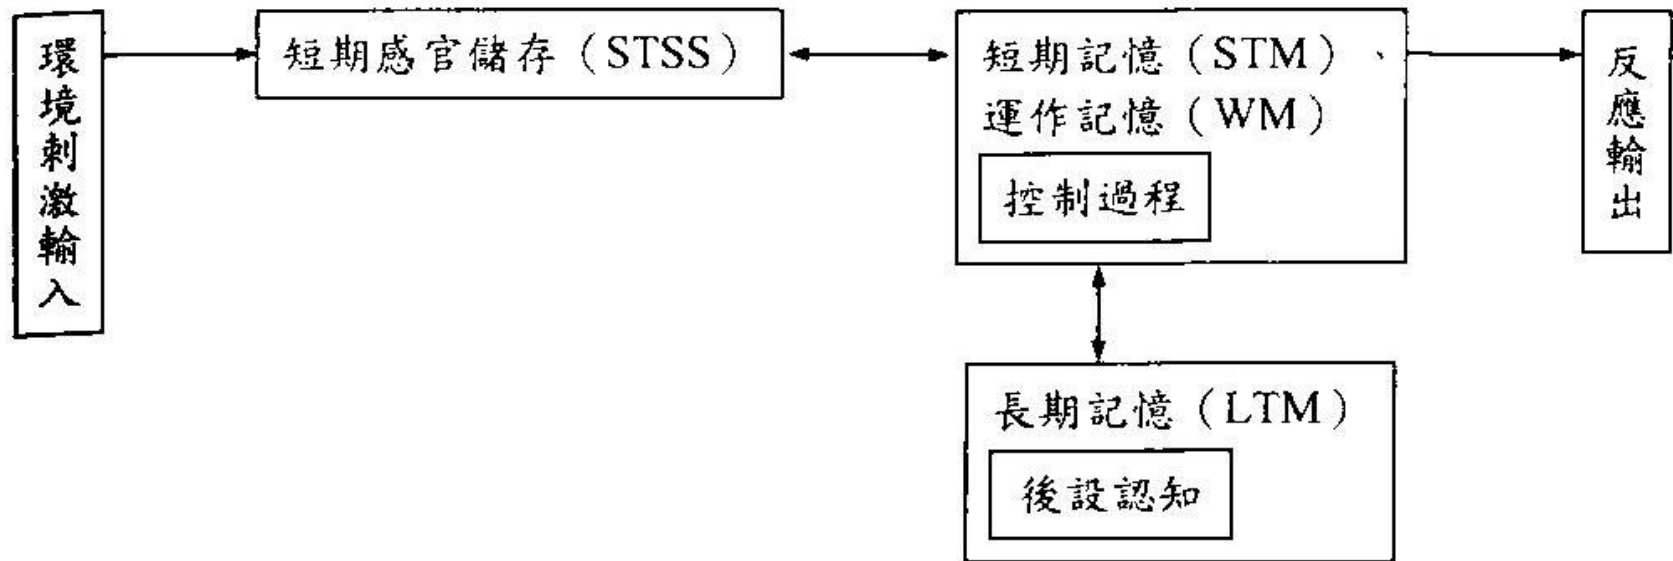 環境刺激輸入
短期感官儲存（STSS）
短期記憶（STM）、
運作記憶（WM）
控制過程
反應輸出
長期記憶（LTM）
後設認知